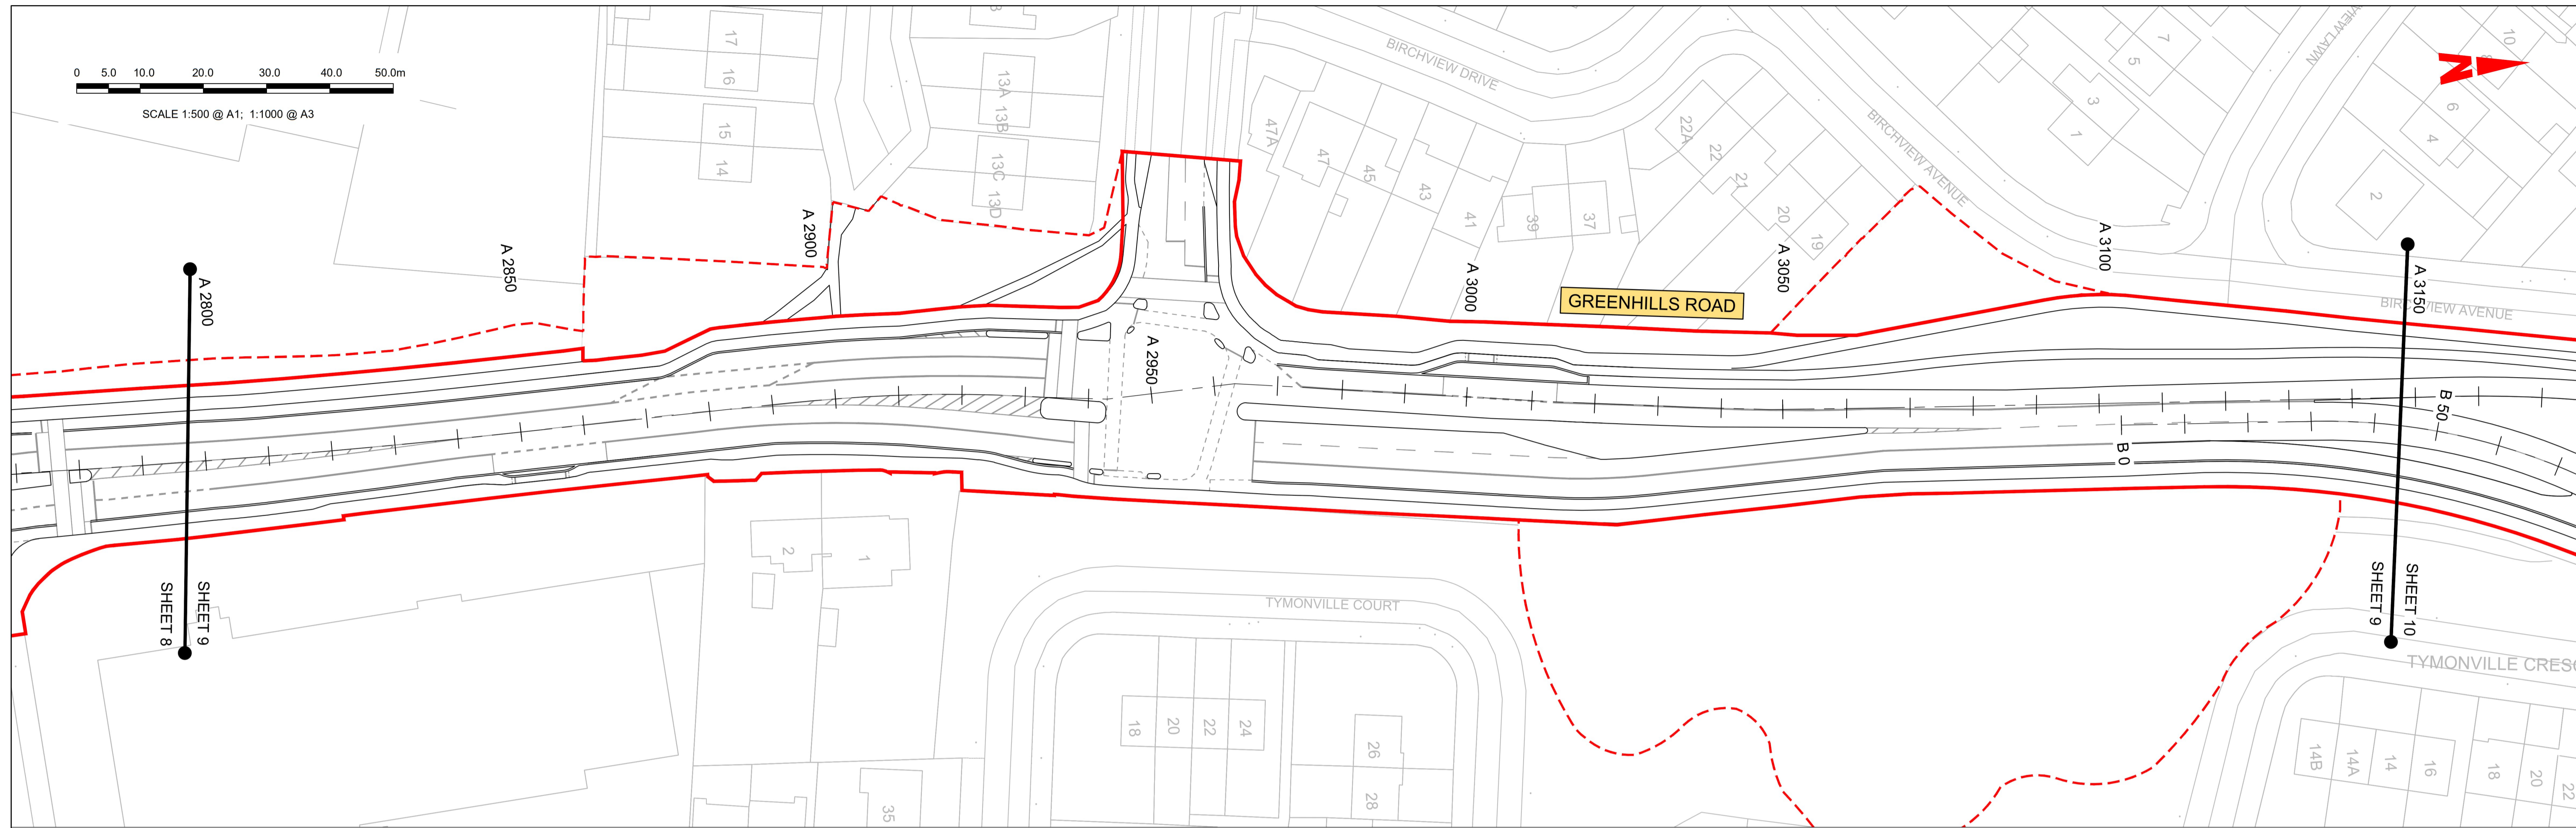 0 5.0 10.0 20.0 30.0 40.0 50.0m
SCALE 1:500 @ A1; 1:1000 @ A3
17
16
15
14
13A
13B
13C
13D
BIRCHVIEW DRIVE
47A
47
45
43
41
39
37
22A
22
21
20
19
BIRCHVIEW AVENUE
7
5
3
1
10
6
4
2
N
A 2800
A 2850
A 2900
A 2950
A 3000
GREENHILLS ROAD
A 3050
A 3100
A 3150
BIRCHVIEW AVENUE
B 0
B 50
SHEET 9
SHEET 8
SHEET 10
SHEET 9
2
1
35
TYMONVILLE COURT
18
20
22
24
26
28
TYMONVILLE CRESC
14B
14A
14
16
18
20
22